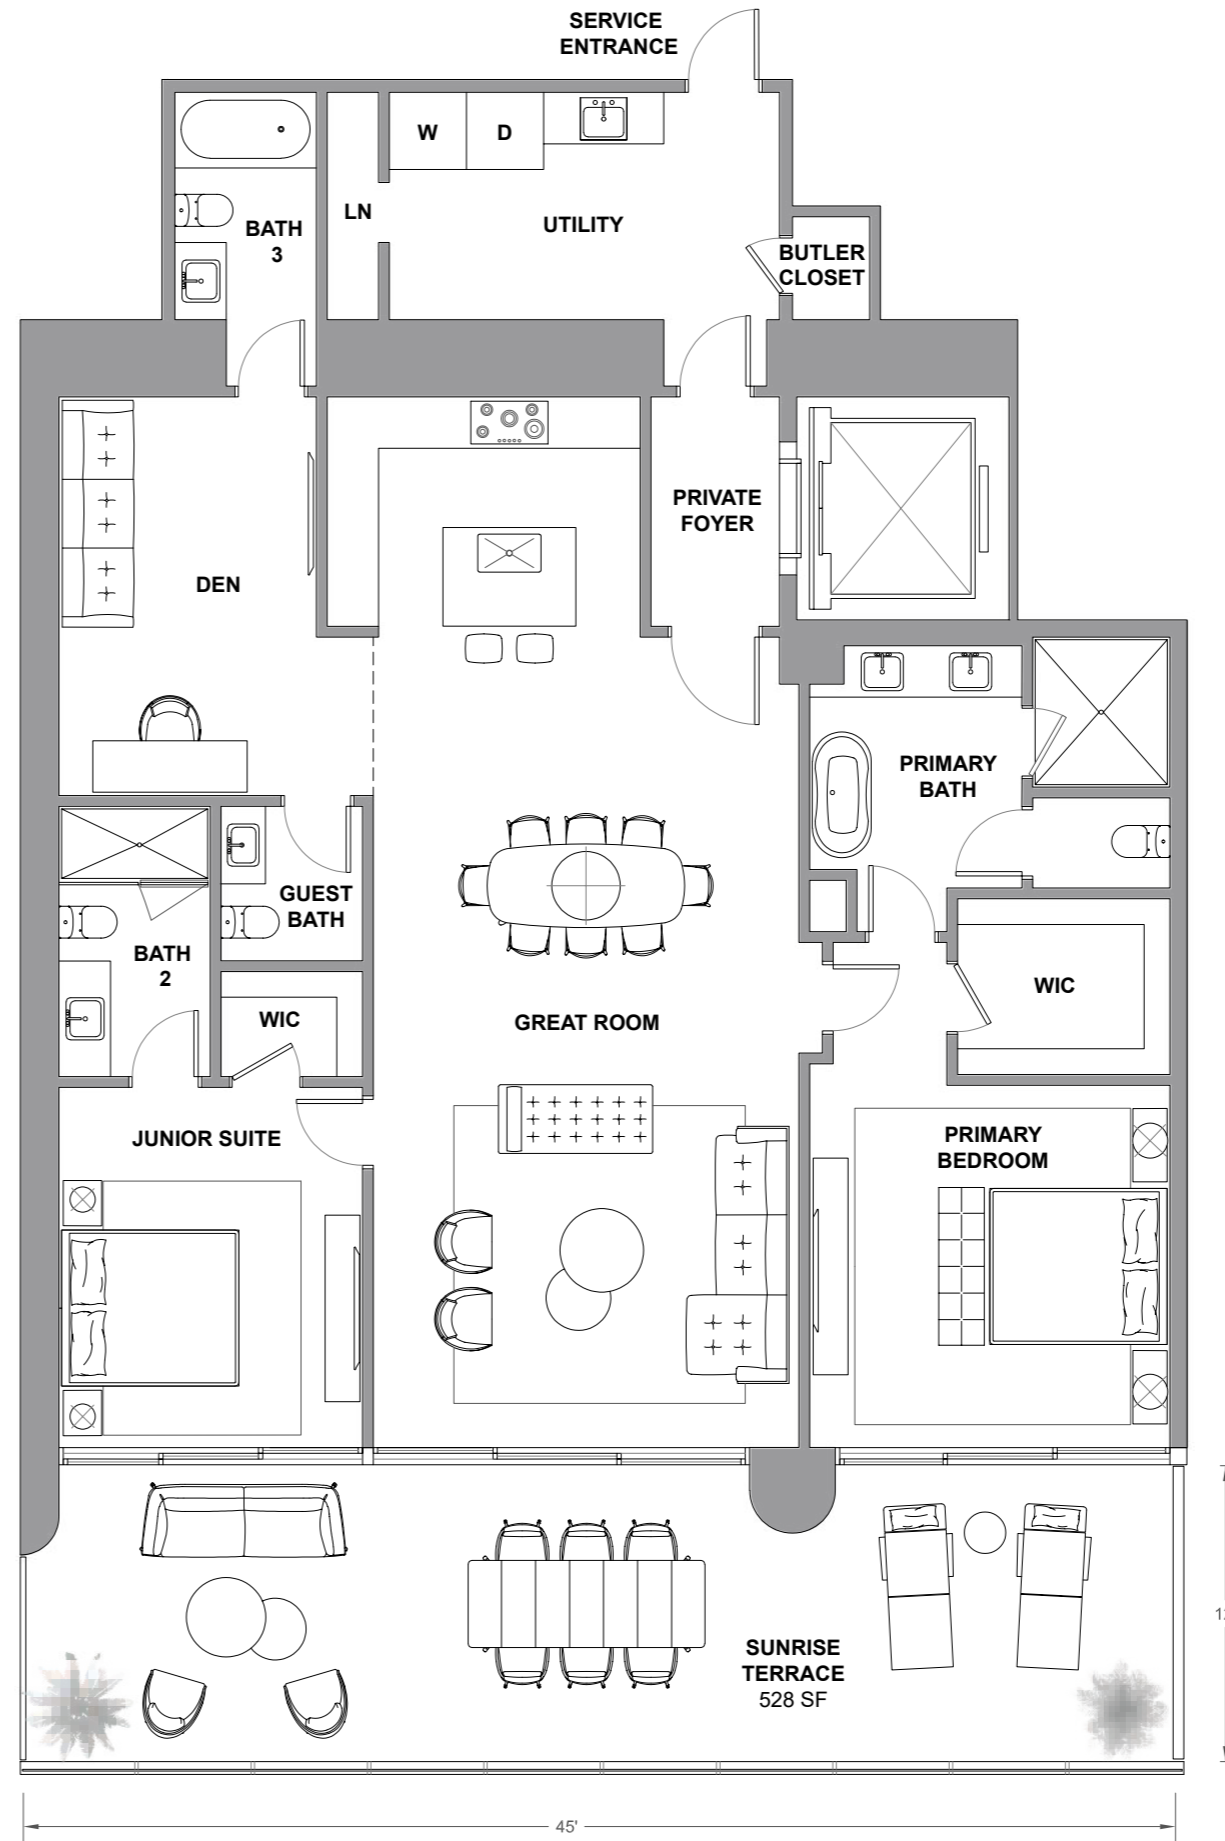 SERVICE
ENTRANCE
W
D
LN
UTILITY
BATH
3
BUTLER
CLOSET
PRIVATE
FOYER
DEN
PRIMARY
BATH
GUEST
BATH
BATH
2
WIC
WIC
GREAT ROOM
JUNIOR SUITE
PRIMARY
BEDROOM
SUNRISE
TERRACE
528 SF
45'